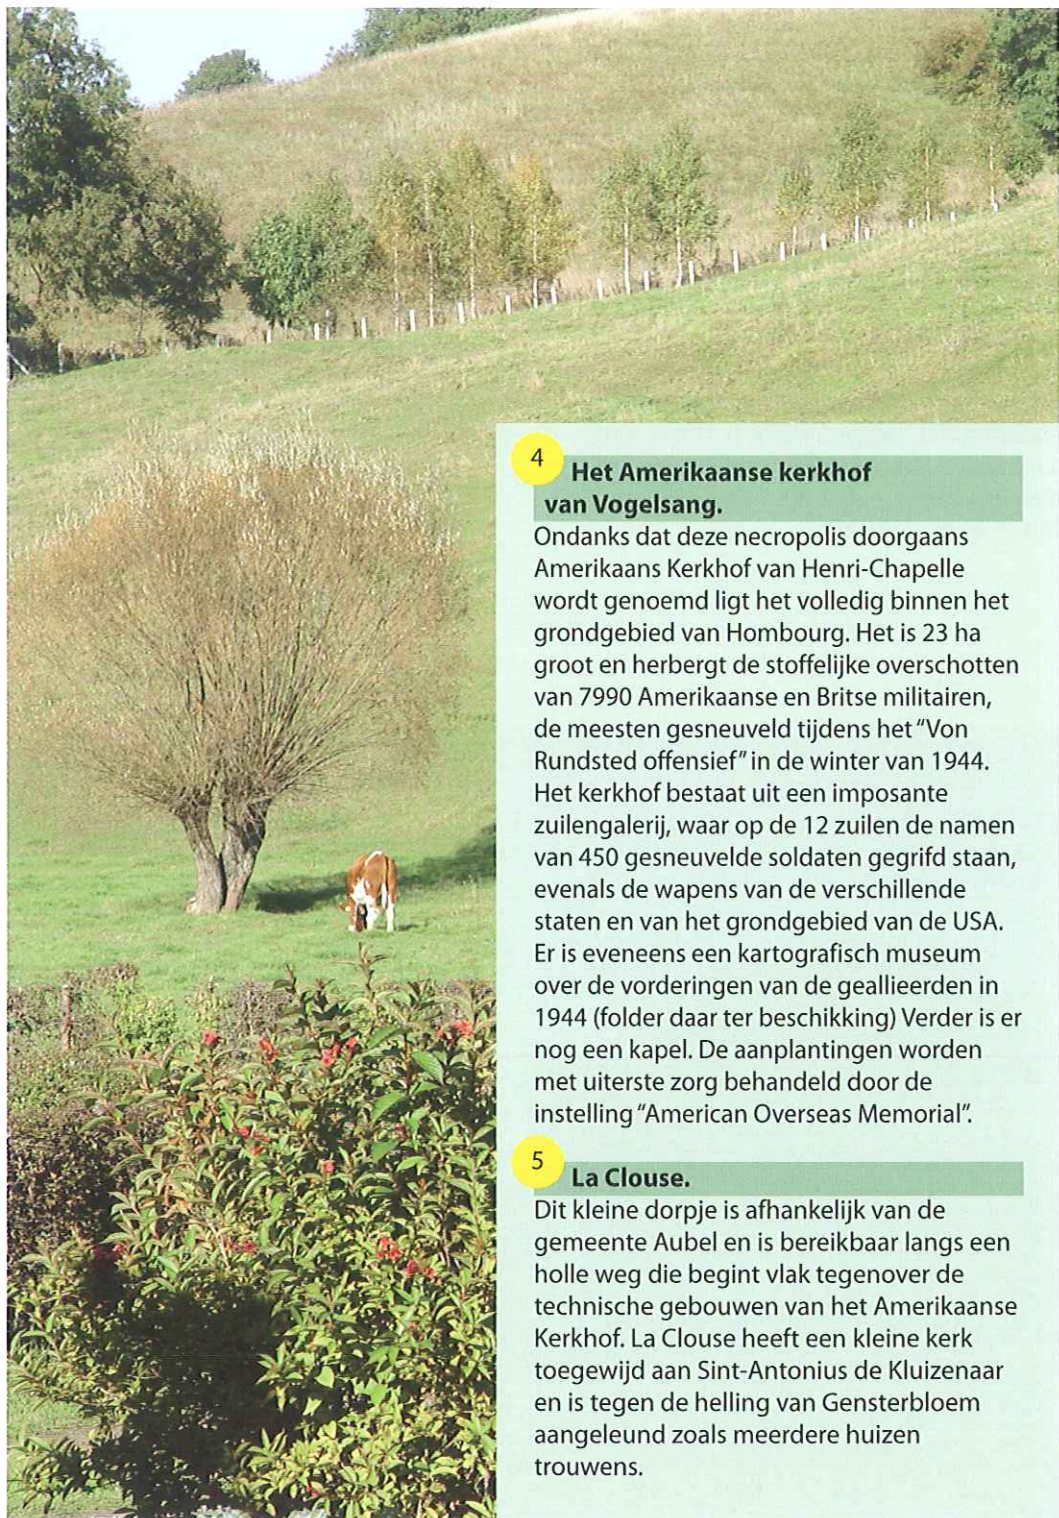 4
Het Amerikaanse kerkhof
van Vogelsang.
Ondanks dat deze necropolis doorgaans
Amerikaans Kerkhof van Henri-Chapelle
wordt genoemd ligt het volledig binnen het
grondgebied van Hombourg. Het is 23 ha
groot en herbergt de stoffelijke overschotten
van 7990 Amerikaanse en Britse militairen,
de meesten gesneuveld tijdens het “Von
Rundsted offensief” in de winter van 1944.
Het kerkhof bestaat uit een imposante
zuilengalerij, waar op de 12 zuilen de namen
van 450 gesneuvelde soldaten gegrifd staan,
evenals de wapens van de verschillende
staten en van het grondgebied van de USA.
Er is eveneens een kartografisch museum
over de vorderingen van de geallieerden in
1944 (folder daar ter beschikking) Verder is er
nog een kapel. De aanplantingen worden
met uiterste zorg behandeld door de
instelling “American Overseas Memorial”.
5
La Clouse.
Dit kleine dorpje is afhankelijk van de
gemeente Aubel en is bereikbaar langs een
holle weg die begint vlak tegenover de
technische gebouwen van het Amerikaanse
Kerkhof. La Clouse heeft een kleine kerk
toegewijd aan Sint-Antonius de Kluizenaar
en is tegen de helling van Gensterbloem
aangeleund zoals meerdere huizen
trouwens.